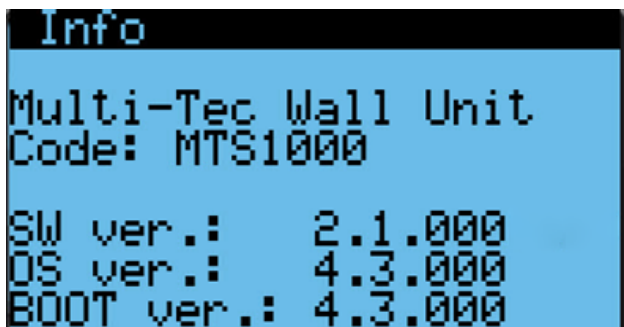 Info
Multi-Tec Wall Unit
Code: MTS1000
SW ver.: 2.1.000
OS ver.: 4.3.000
BOOT ver.: 4.3.000